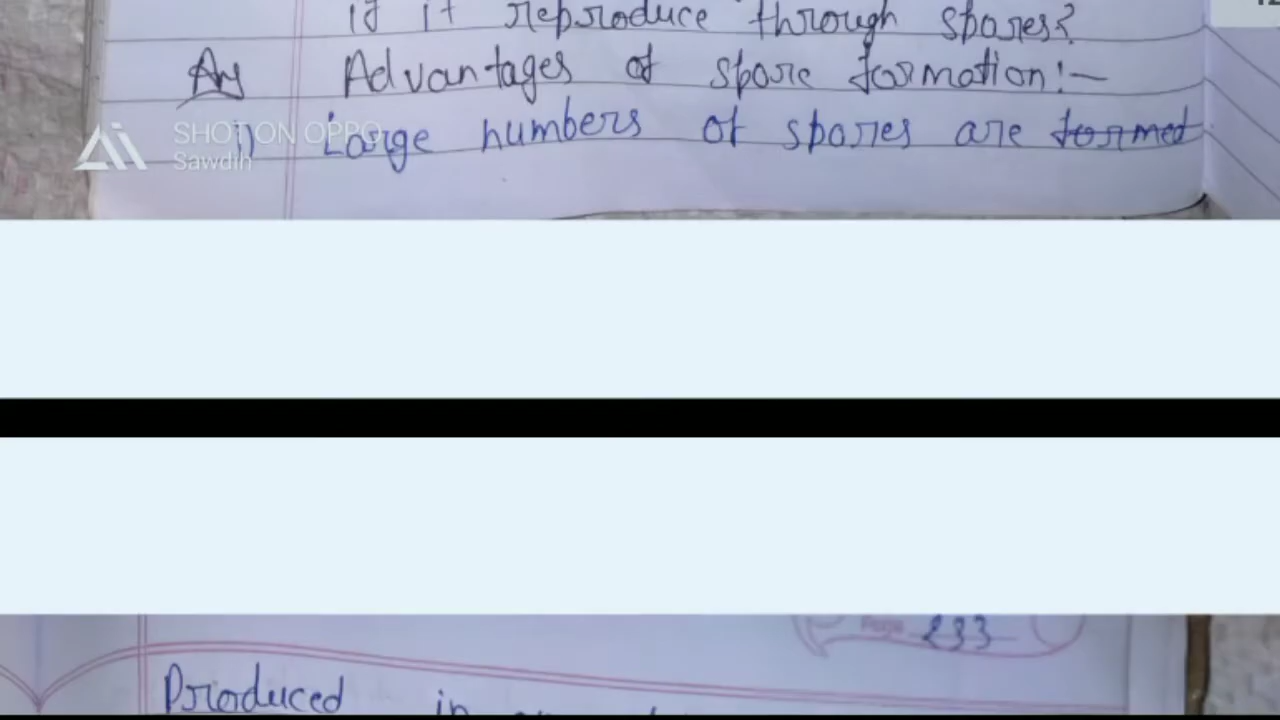 if it reproduce through spores?
Ans Advantages of spore formation:-
SHOT ON OPPO
Sawdih
i) Large numbers of spores are formed
Page 233
Produced in